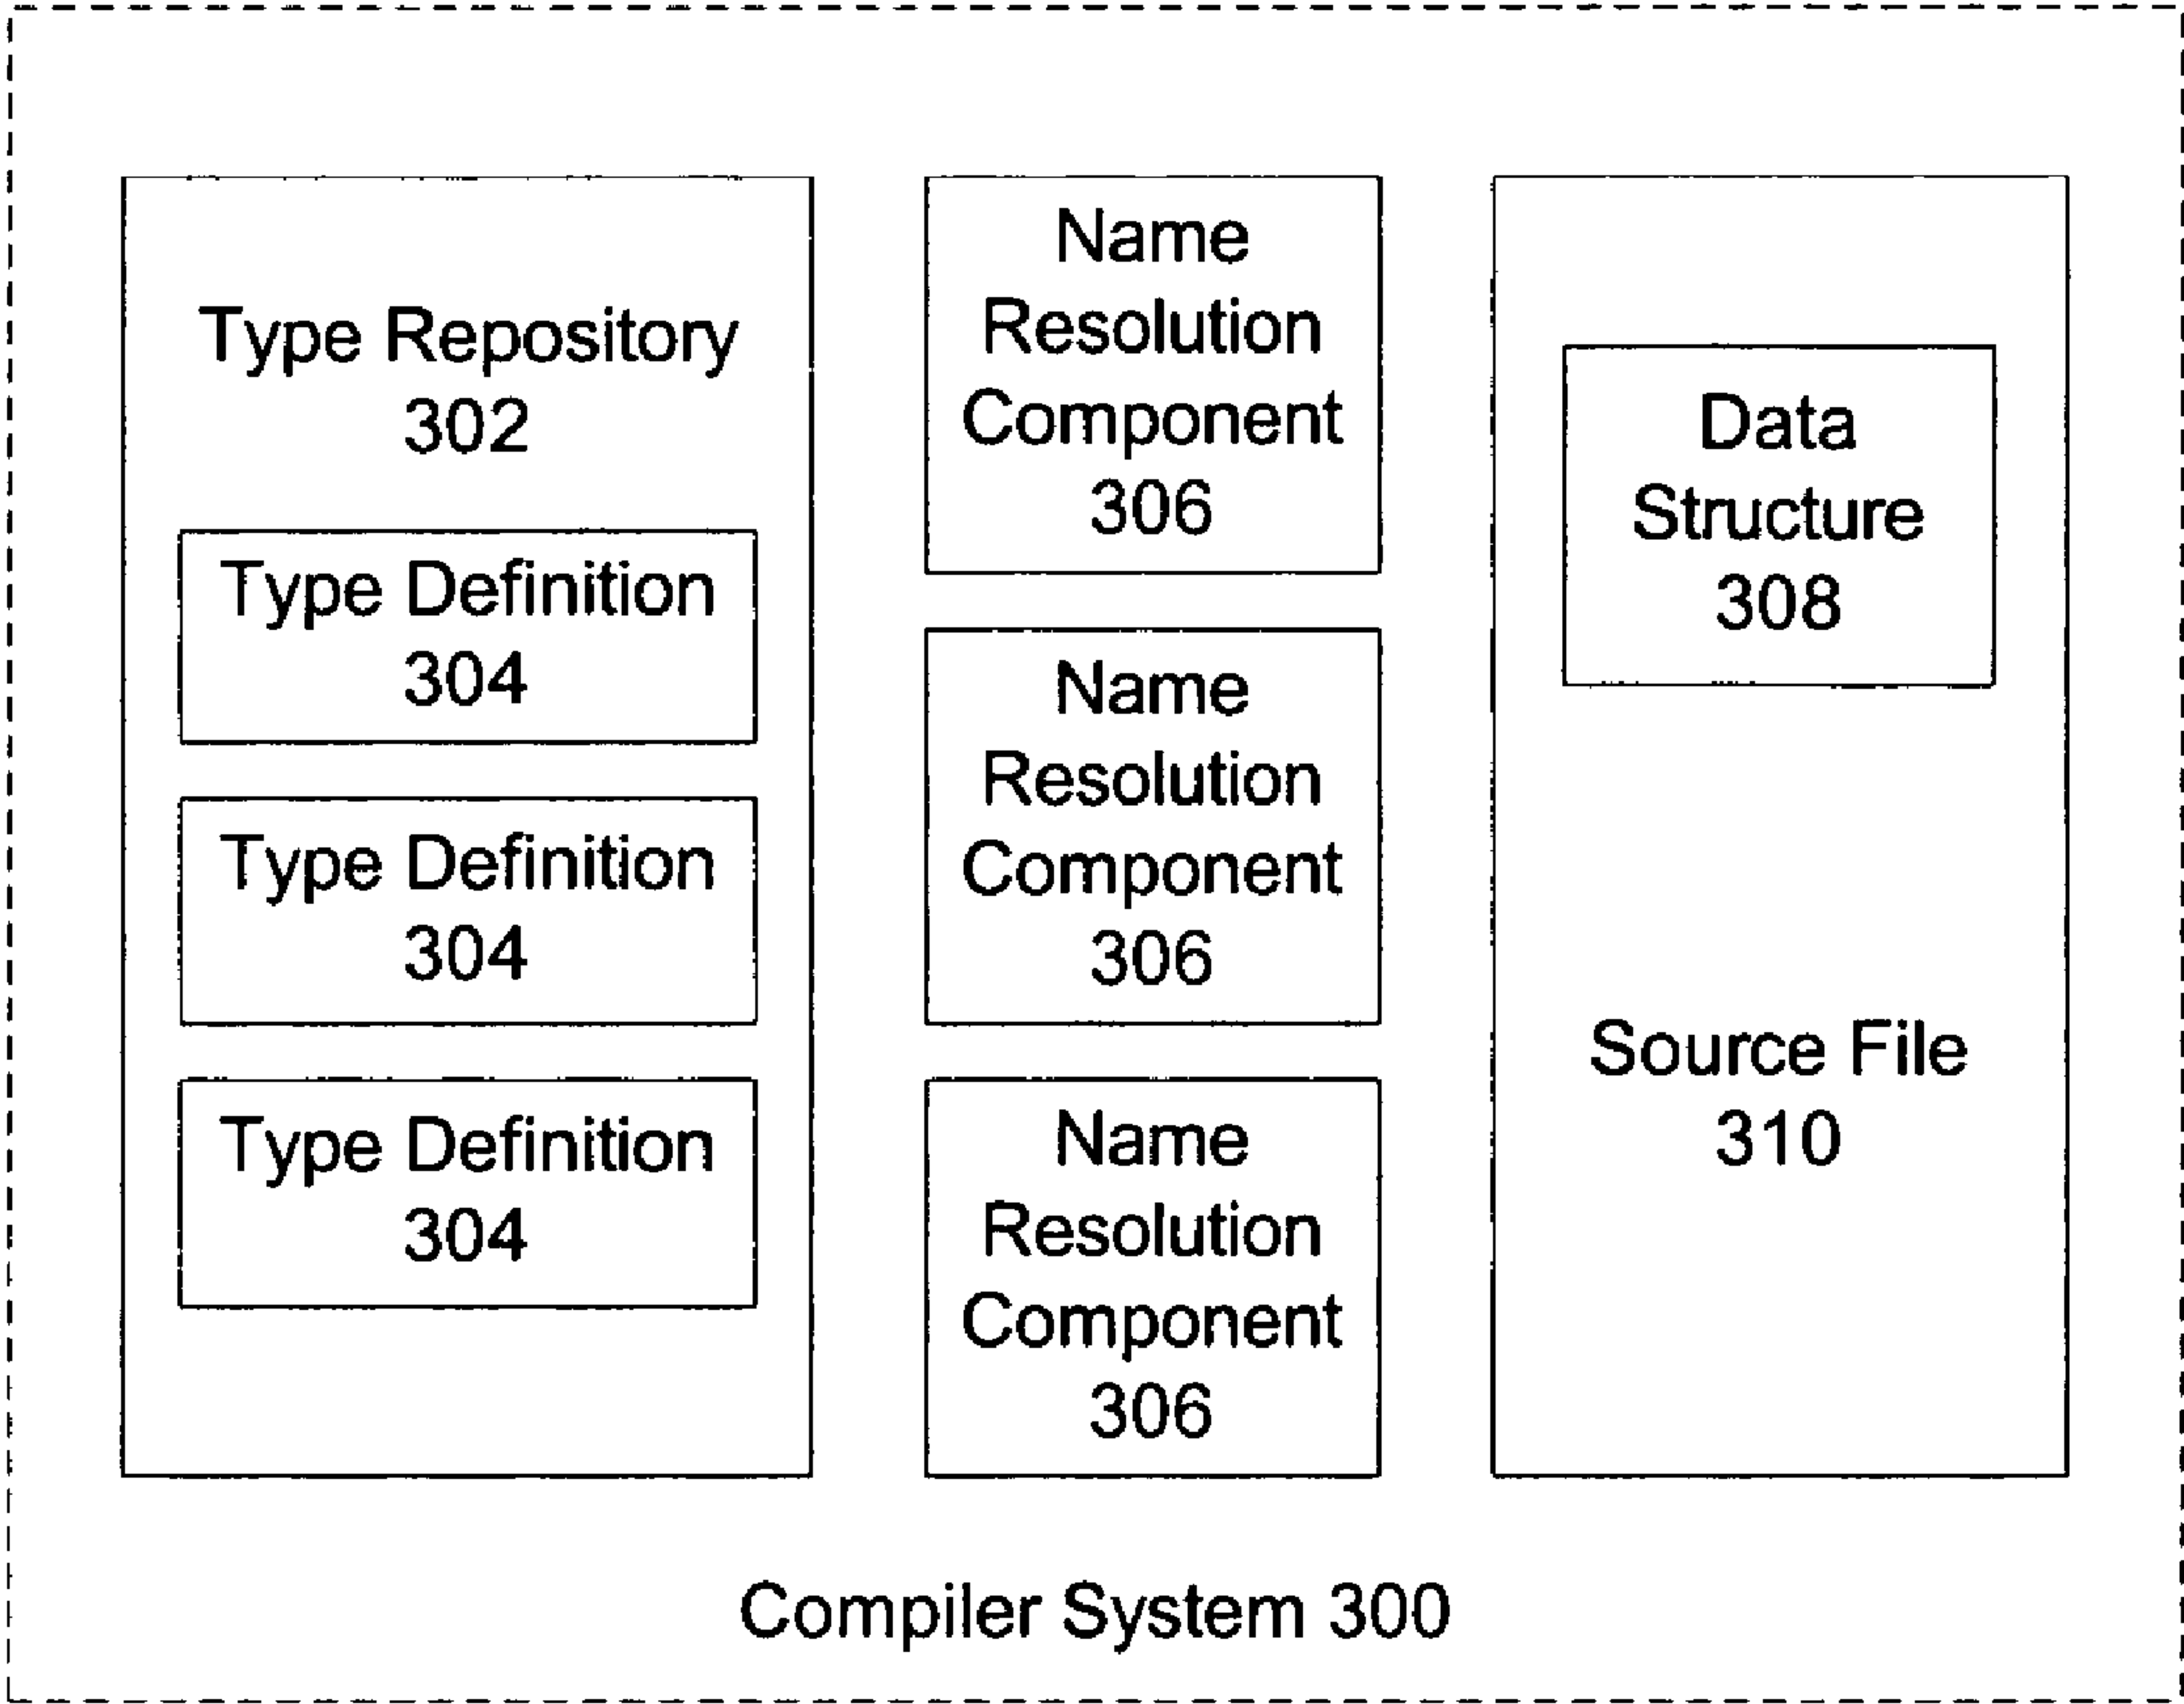 Type Repository
302
Type Definition
304
Type Definition
304
Type Definition
304
Name
Resolution
Component
306
Name
Resolution
Component
306
Name
Resolution
Component
306
Data
Structure
308
Source File
310
Compiler System 300